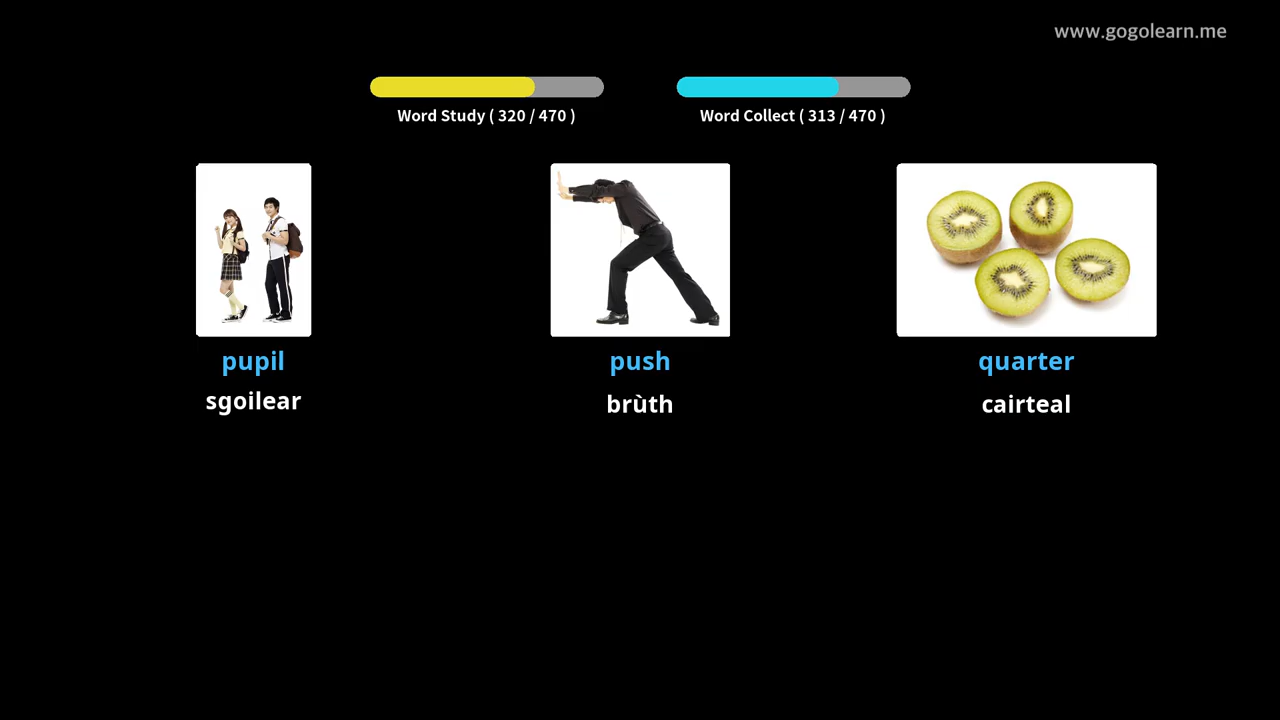 www.gogolearn.me
Word Study ( 320 / 470 )
Word Collect ( 313 / 470 )
pupil
sgoilear
push
brùth
quarter
cairteal